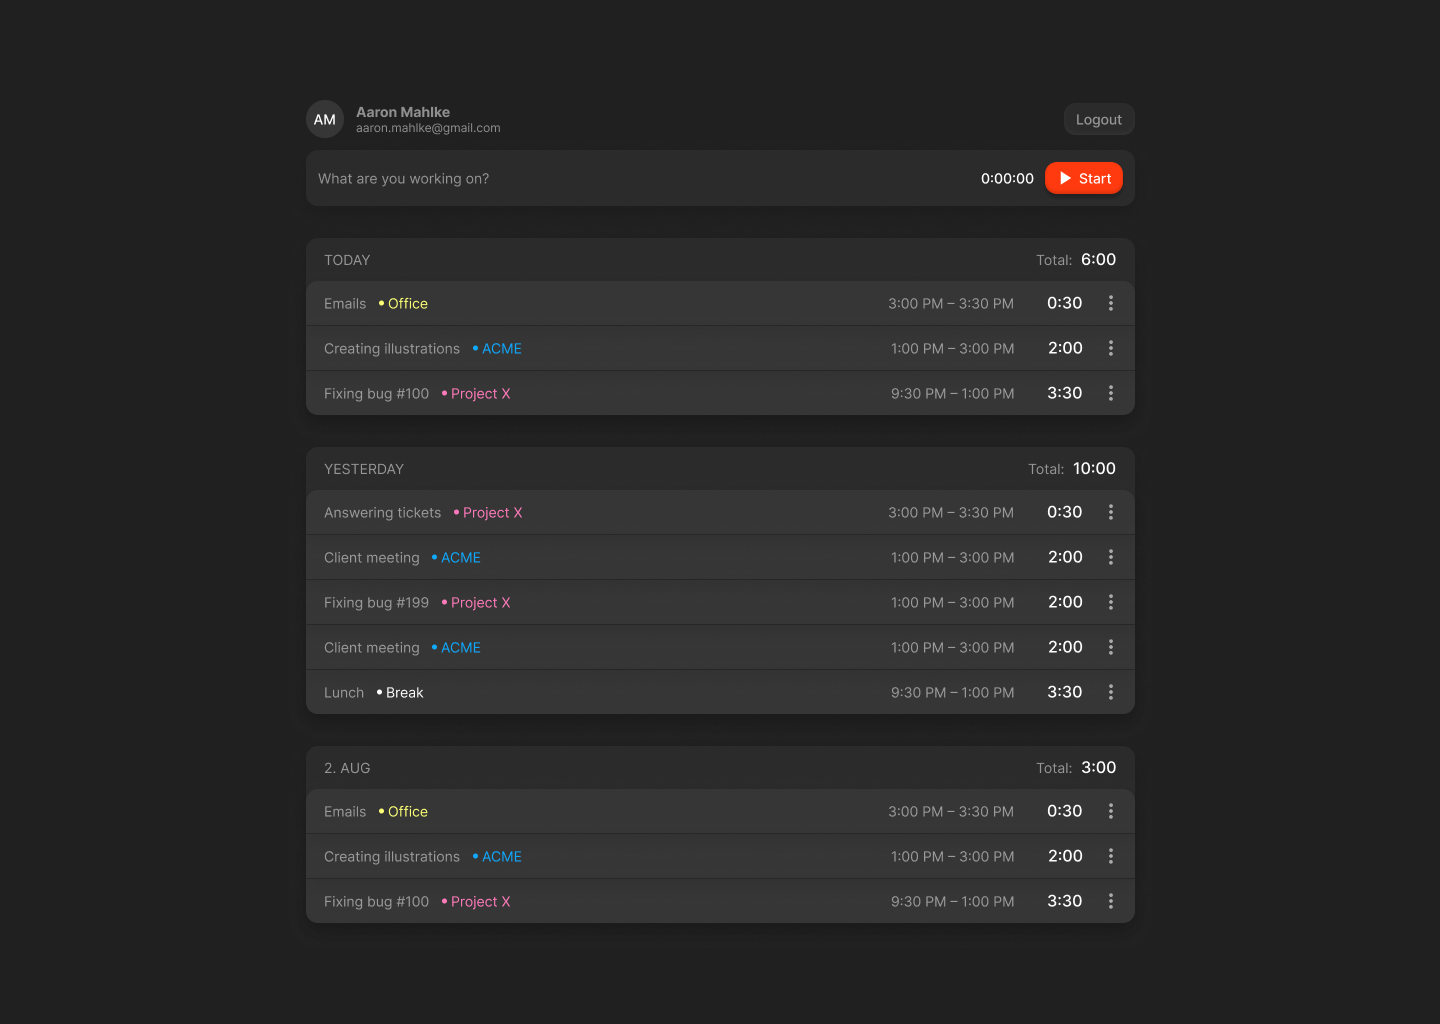 AM Aaron Mahlke
aaron.mahlke@gmail.com
Logout
What are you working on? 0:00:00 Start
TODAY Total: 6:00
Emails • Office 3:00 PM – 3:30 PM 0:30
Creating illustrations • ACME 1:00 PM – 3:00 PM 2:00
Fixing bug #100 • Project X 9:30 PM – 1:00 PM 3:30
YESTERDAY Total: 10:00
Answering tickets • Project X 3:00 PM – 3:30 PM 0:30
Client meeting • ACME 1:00 PM – 3:00 PM 2:00
Fixing bug #199 • Project X 1:00 PM – 3:00 PM 2:00
Client meeting • ACME 1:00 PM – 3:00 PM 2:00
Lunch • Break 9:30 PM – 1:00 PM 3:30
2. AUG Total: 3:00
Emails • Office 3:00 PM – 3:30 PM 0:30
Creating illustrations • ACME 1:00 PM – 3:00 PM 2:00
Fixing bug #100 • Project X 9:30 PM – 1:00 PM 3:30